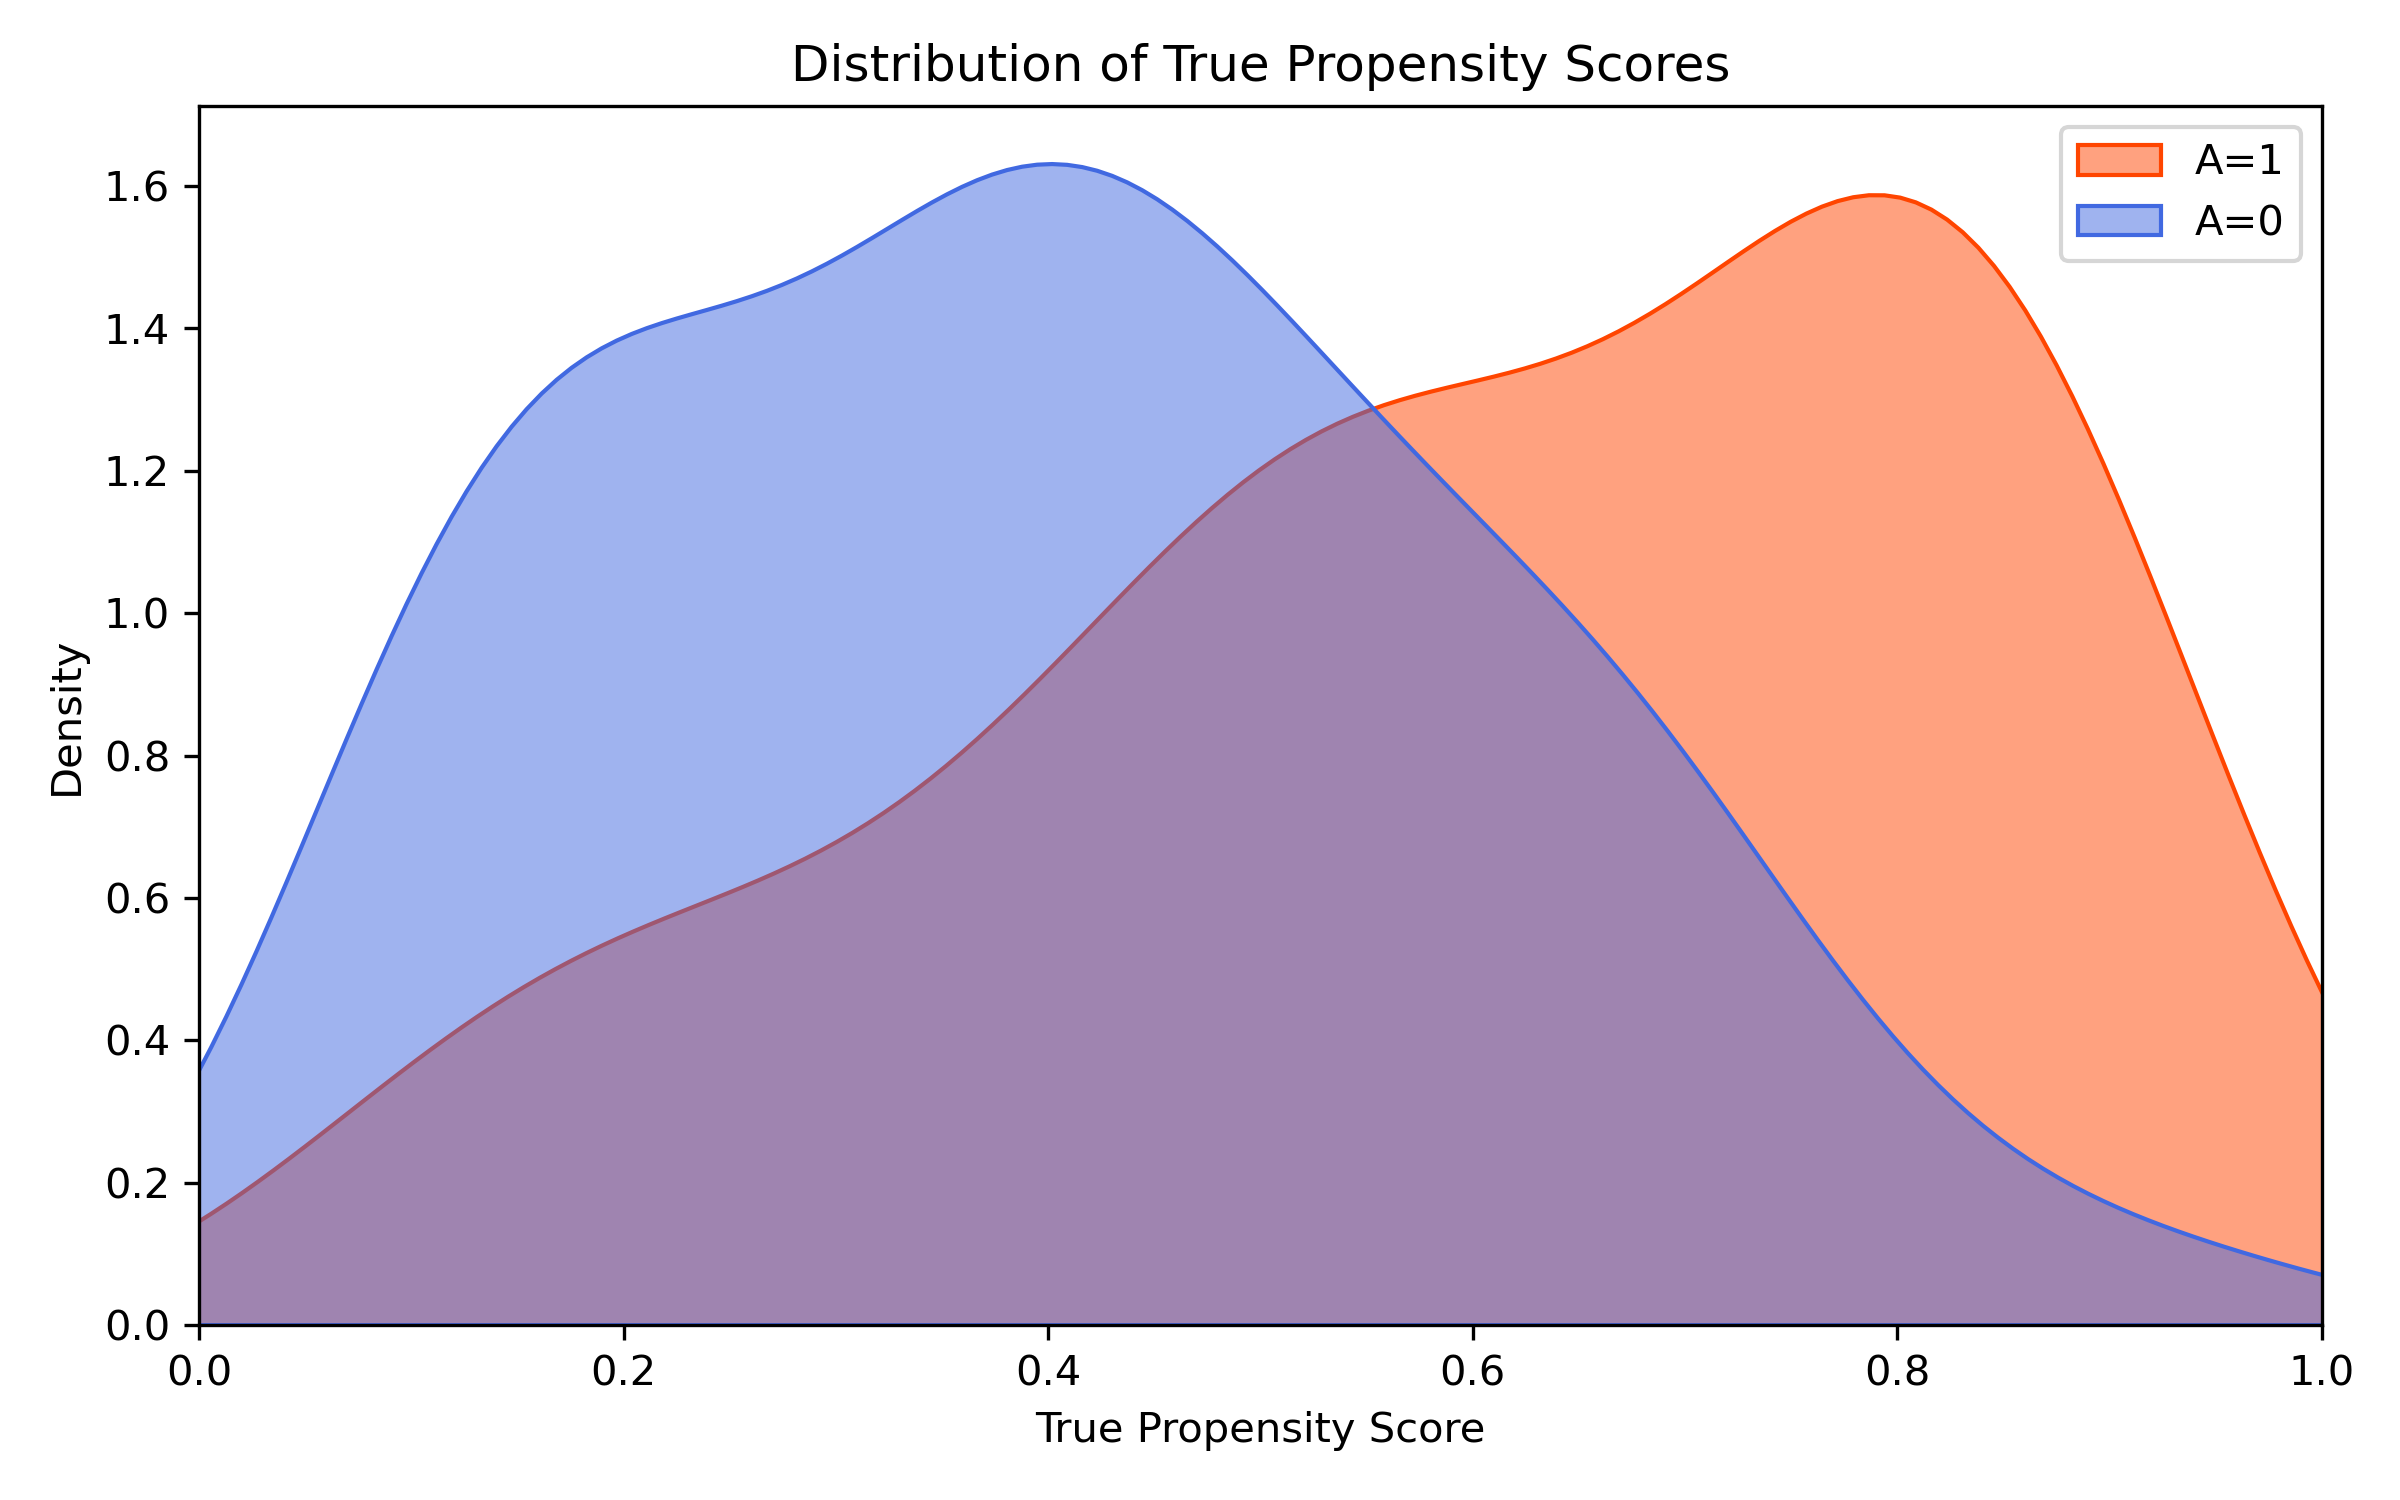 Distribution of True Propensity Scores
A=1
A=0
Density
1.6
1.4
1.2
1.0
0.8
0.6
0.4
0.2
0.0
0.0 0.2 0.4 0.6 0.8 1.0
True Propensity Score